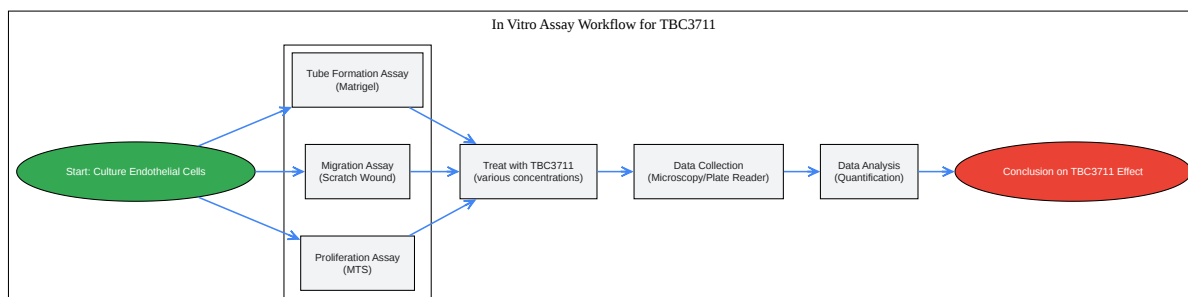 In Vitro Assay Workflow for TBC3711
Tube Formation Assay
(Matrigel)
Start: Culture Endothelial Cells
Migration Assay
(Scratch Wound)
Treat with TBC3711
(various concentrations)
Data Collection
(Microscopy/Plate Reader)
Data Analysis
(Quantification)
Conclusion on TBC3711 Effect
Proliferation Assay
(MTS)